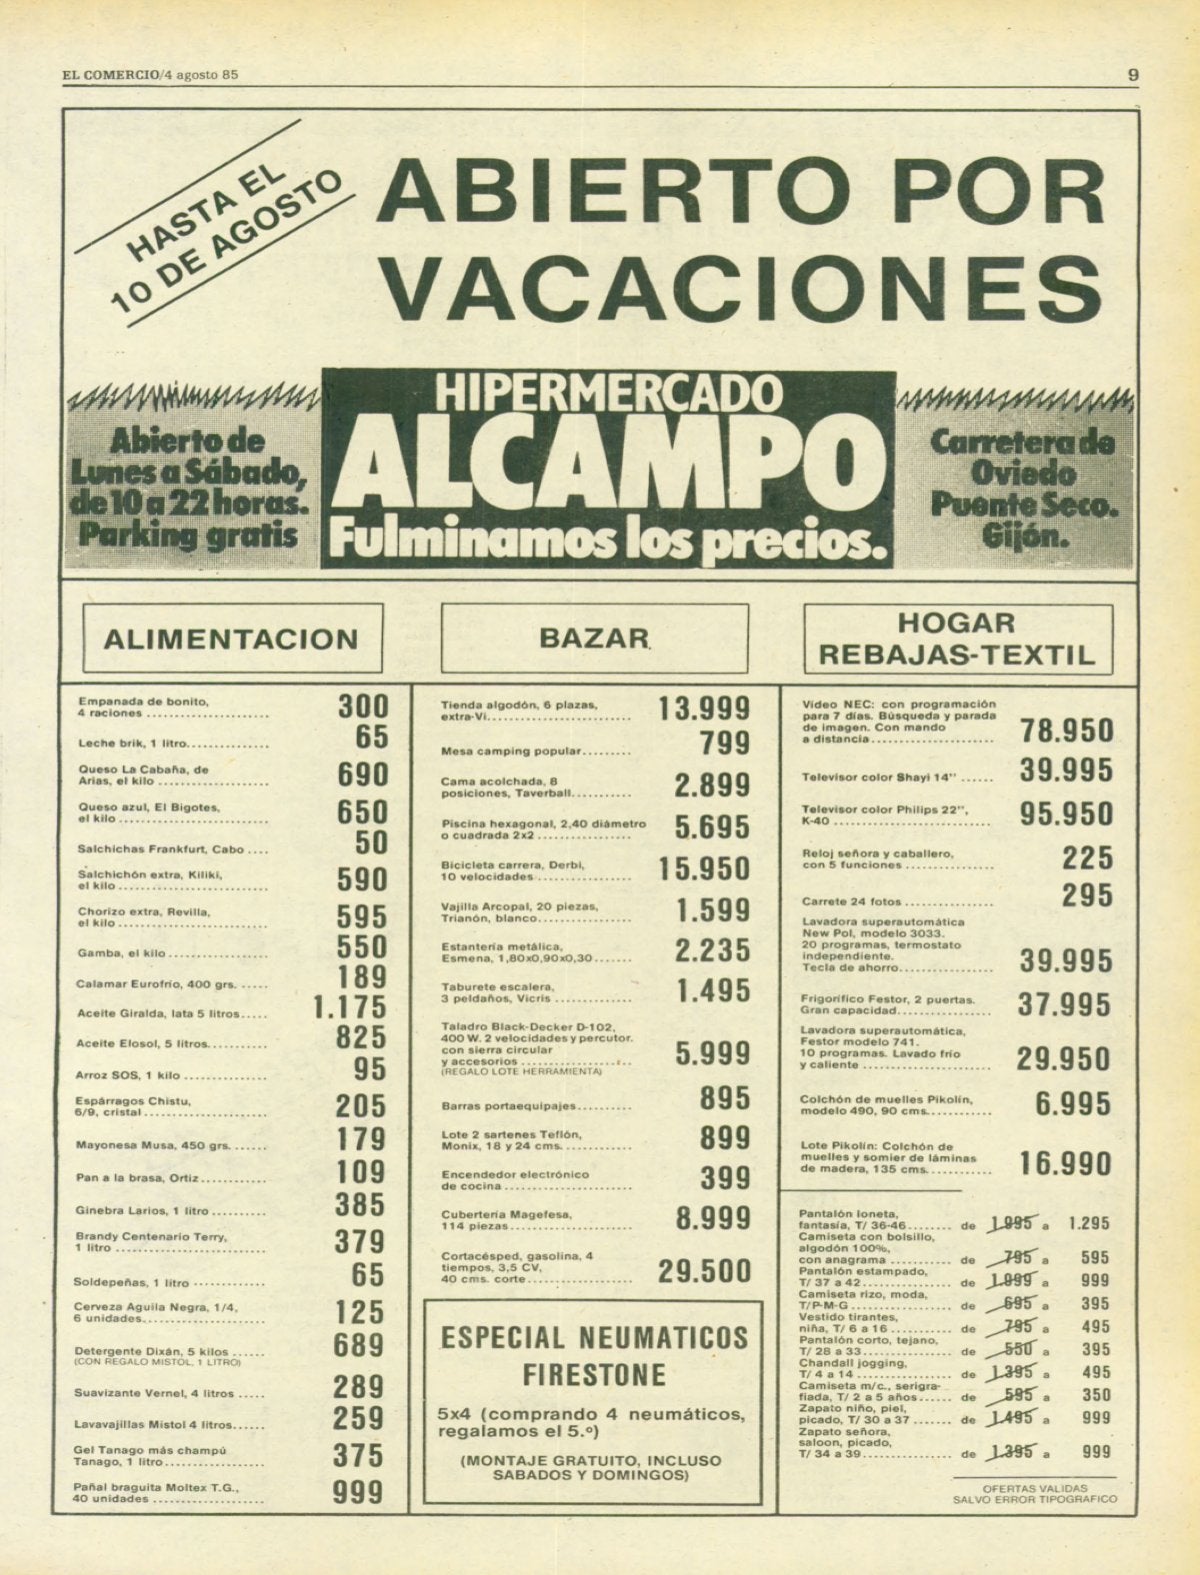 EL COMERCIO/4 agosto 85
9
HASTA EL
10 DE AGOSTO
ABIERTO POR
VACACIONES
Abierto de
Lunes a Sábado,
de 10 a 22 horas.
Parking gratis
HIPERMERCADO
ALCAMPO
Fulminamos los precios.
Carretera de
Oviedo
Puente Seco.
Gijón.
ALIMENTACION
Empanada de bonito,
4 raciones ..................... 300
Leche brik, 1 litro.............. 65
Queso La Cabaña, de
Arias, el kilo ................... 690
Queso azul, El Bigotes,
el kilo .......................... 650
Salchichas Frankfurt, Cabo .... 50
Salchichón extra, Kiliki,
el kilo .......................... 590
Chorizo extra, Revilla,
el kilo .......................... 595
Gamba, el kilo ................. 550
Calamar Eurofrío, 400 grs. ..... 189
Aceite Giralda, lata 5 litros..... 1.175
Aceite Elosol, 5 litros.......... 825
Arroz SOS, 1 kilo .............. 95
Espárragos Chistu,
6/9, cristal ..................... 205
Mayonesa Musa, 450 grs. ...... 179
Pan a la brasa, Ortiz ........... 109
Ginebra Larios, 1 litro ......... 385
Brandy Centenario Terry,
1 litro .......................... 379
Soldepeñas, 1 litro ............. 65
Cerveza Aguila Negra, 1/4,
6 unidades..................... 125
Detergente Dixán, 5 kilos ...... 689
(CON REGALO MISTOL, 1 LITRO)
Suavizante Vernel, 4 litros ..... 289
Lavavajillas Mistol 4 litros...... 259
Gel Tanago más champú
Tanago, 1 litro ................. 375
Pañal braguita Moltex T.G.,
40 unidades ................... 999
BAZAR
Tienda algodón, 6 plazas,
extra-Vi......................... 13.999
Mesa camping popular......... 799
Cama acolchada, 8
posiciones, Taverball........... 2.899
Piscina hexagonal, 2,40 diámetro
o cuadrada 2x2 ................ 5.695
Bicicleta carrera, Derbi,
10 velocidades ................. 15.950
Vajilla Arcopal, 20 piezas,
Trianón, blanco................. 1.599
Estantería metálica,
Esmena, 1,80x0,90x0,30 ....... 2.235
Taburete escalera,
3 peldaños, Vicris .............. 1.495
Taladro Black-Decker D-102,
400 W. 2 velocidades y percutor.
con sierra circular
y accesorios ................... 5.999
(REGALO LOTE HERRAMIENTA)
Barras portaequipajes.......... 895
Lote 2 sartenes Teflón,
Monix, 18 y 24 cms. ........... 899
Encendedor electrónico
de cocina ...................... 399
Cubertería Magefesa,
114 piezas...................... 8.999
Cortacésped, gasolina, 4
tiempos, 3,5 CV,
40 cms. corte................... 29.500
ESPECIAL NEUMATICOS
FIRESTONE
5x4 (comprando 4 neumáticos,
regalamos el 5.º)
(MONTAJE GRATUITO, INCLUSO
SABADOS Y DOMINGOS)
HOGAR
REBAJAS-TEXTIL
Vídeo NEC: con programación
para 7 días. Búsqueda y parada
de imagen. Con mando
a distancia..................... 78.950
Televisor color Shayi 14'' ...... 39.995
Televisor color Philips 22'',
K-40 ........................... 95.950
Reloj señora y caballero,
con 5 funciones ............... 225
Carrete 24 fotos ............... 295
Lavadora superautomática
New Pol, modelo 3033.
20 programas, termostato
independiente.
Tecla de ahorro................ 39.995
Frigorífico Festor, 2 puertas.
Gran capacidad................ 37.995
Lavadora superautomática,
Festor modelo 741.
10 programas. Lavado frío
y caliente ...................... 29.950
Colchón de muelles Pikolín,
modelo 490, 90 cms............ 6.995
Lote Pikolín: Colchón de
muelles y somier de láminas
de madera, 135 cms. .......... 16.990
Pantalón loneta,
fantasía, T/ 36-46 ........ de 1.995 a 1.295
Camiseta con bolsillo,
algodón 100%,
con anagrama ........... de 795 a 595
Pantalón estampado,
T/ 37 a 42 ............... de 1.999 a 999
Camiseta rizo, moda,
T/P-M-G ................. de 695 a 395
Vestido tirantes,
niña, T/ 6 a 16 ........... de 795 a 495
Pantalón corto, tejano,
T/ 28 a 33 ............... de 550 a 395
Chandall jogging,
T/ 4 a 14 ................ de 1.395 a 495
Camiseta m/c., serigra-
fiada, T/ 2 a 5 años...... de 595 a 350
Zapato niño, piel,
picado, T/ 30 a 37 ....... de 1.495 a 999
Zapato señora,
saloon, picado,
T/ 34 a 39 ............... de 1.395 a 999
OFERTAS VALIDAS
SALVO ERROR TIPOGRAFICO